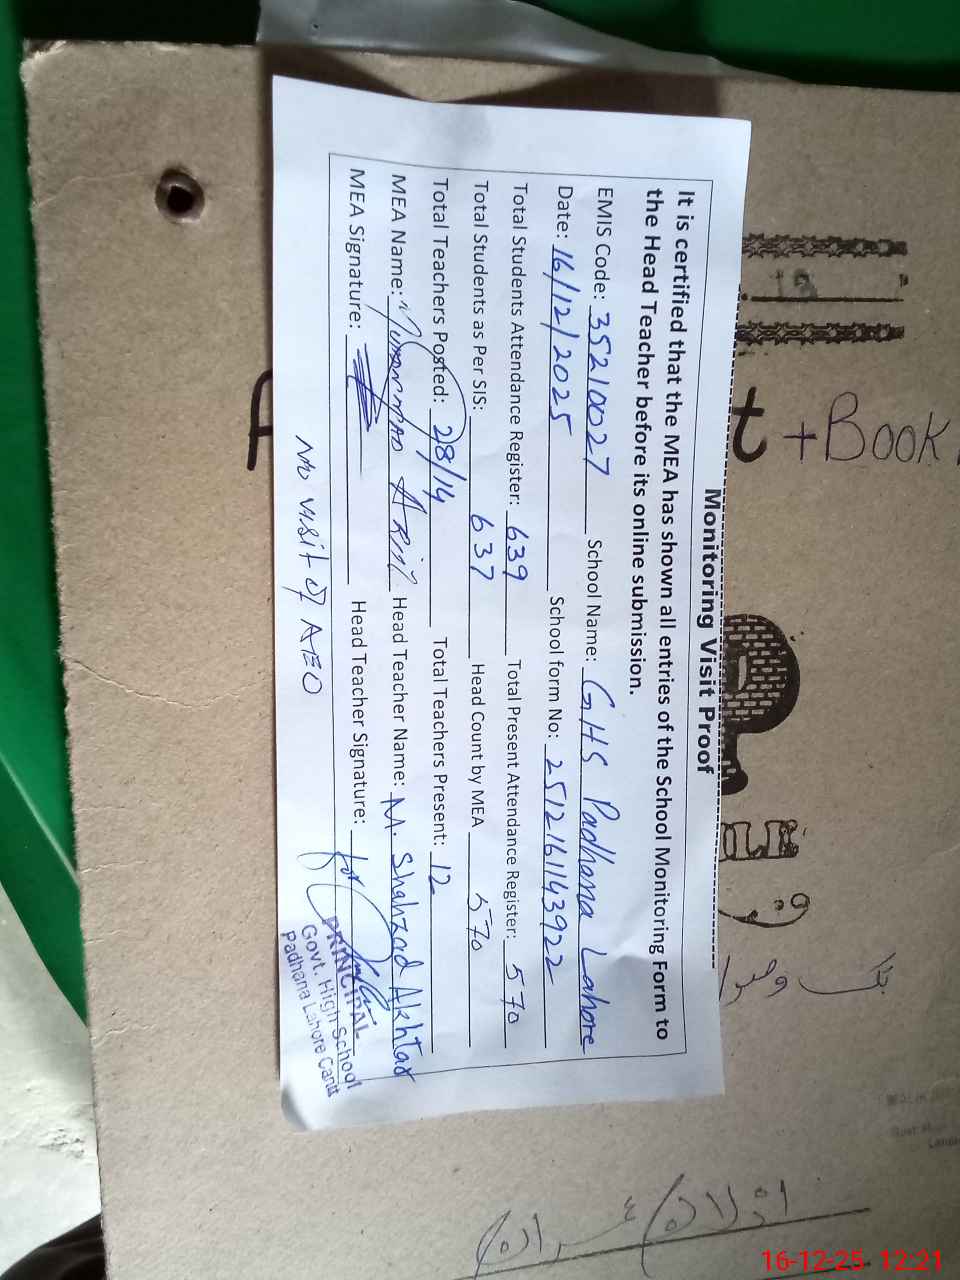 Monitoring Visit Proof
It is certified that the MEA has shown all entries of the School Monitoring Form to
the Head Teacher before its online submission.
EMIS Code: 35210027 School Name: GHS Padhana Lahore
Date: 16/12/2025 School form No: 251216143922
Total Students Attendance Register: 639 Total Present Attendance Register: 570
Total Students as Per SIS: 637 Head Count by MEA 570
Total Teachers Posted: 28/14 Total Teachers Present: 12
MEA Name: Head Teacher Name: M. Shahzad Akhtar
MEA Signature: Head Teacher Signature: for
No visit of AEO
PRINCIPAL
Govt. High School
Padhana Lahore Cantt
t + Book
16-12-25 12:21